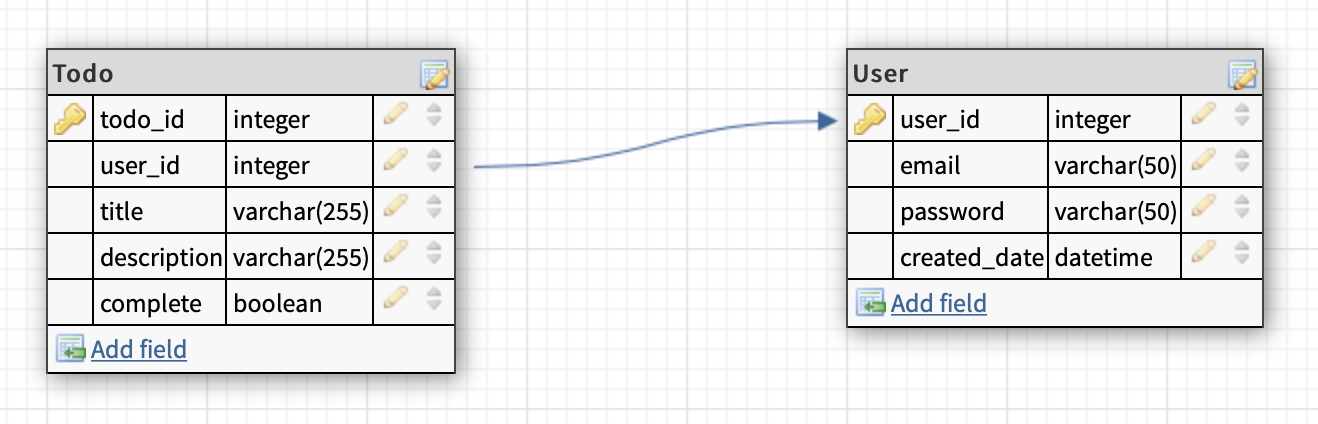 Todo
todo_id integer
user_id integer
title varchar(255)
description varchar(255)
complete boolean
Add field
User
user_id integer
email varchar(50)
password varchar(50)
created_date datetime
Add field